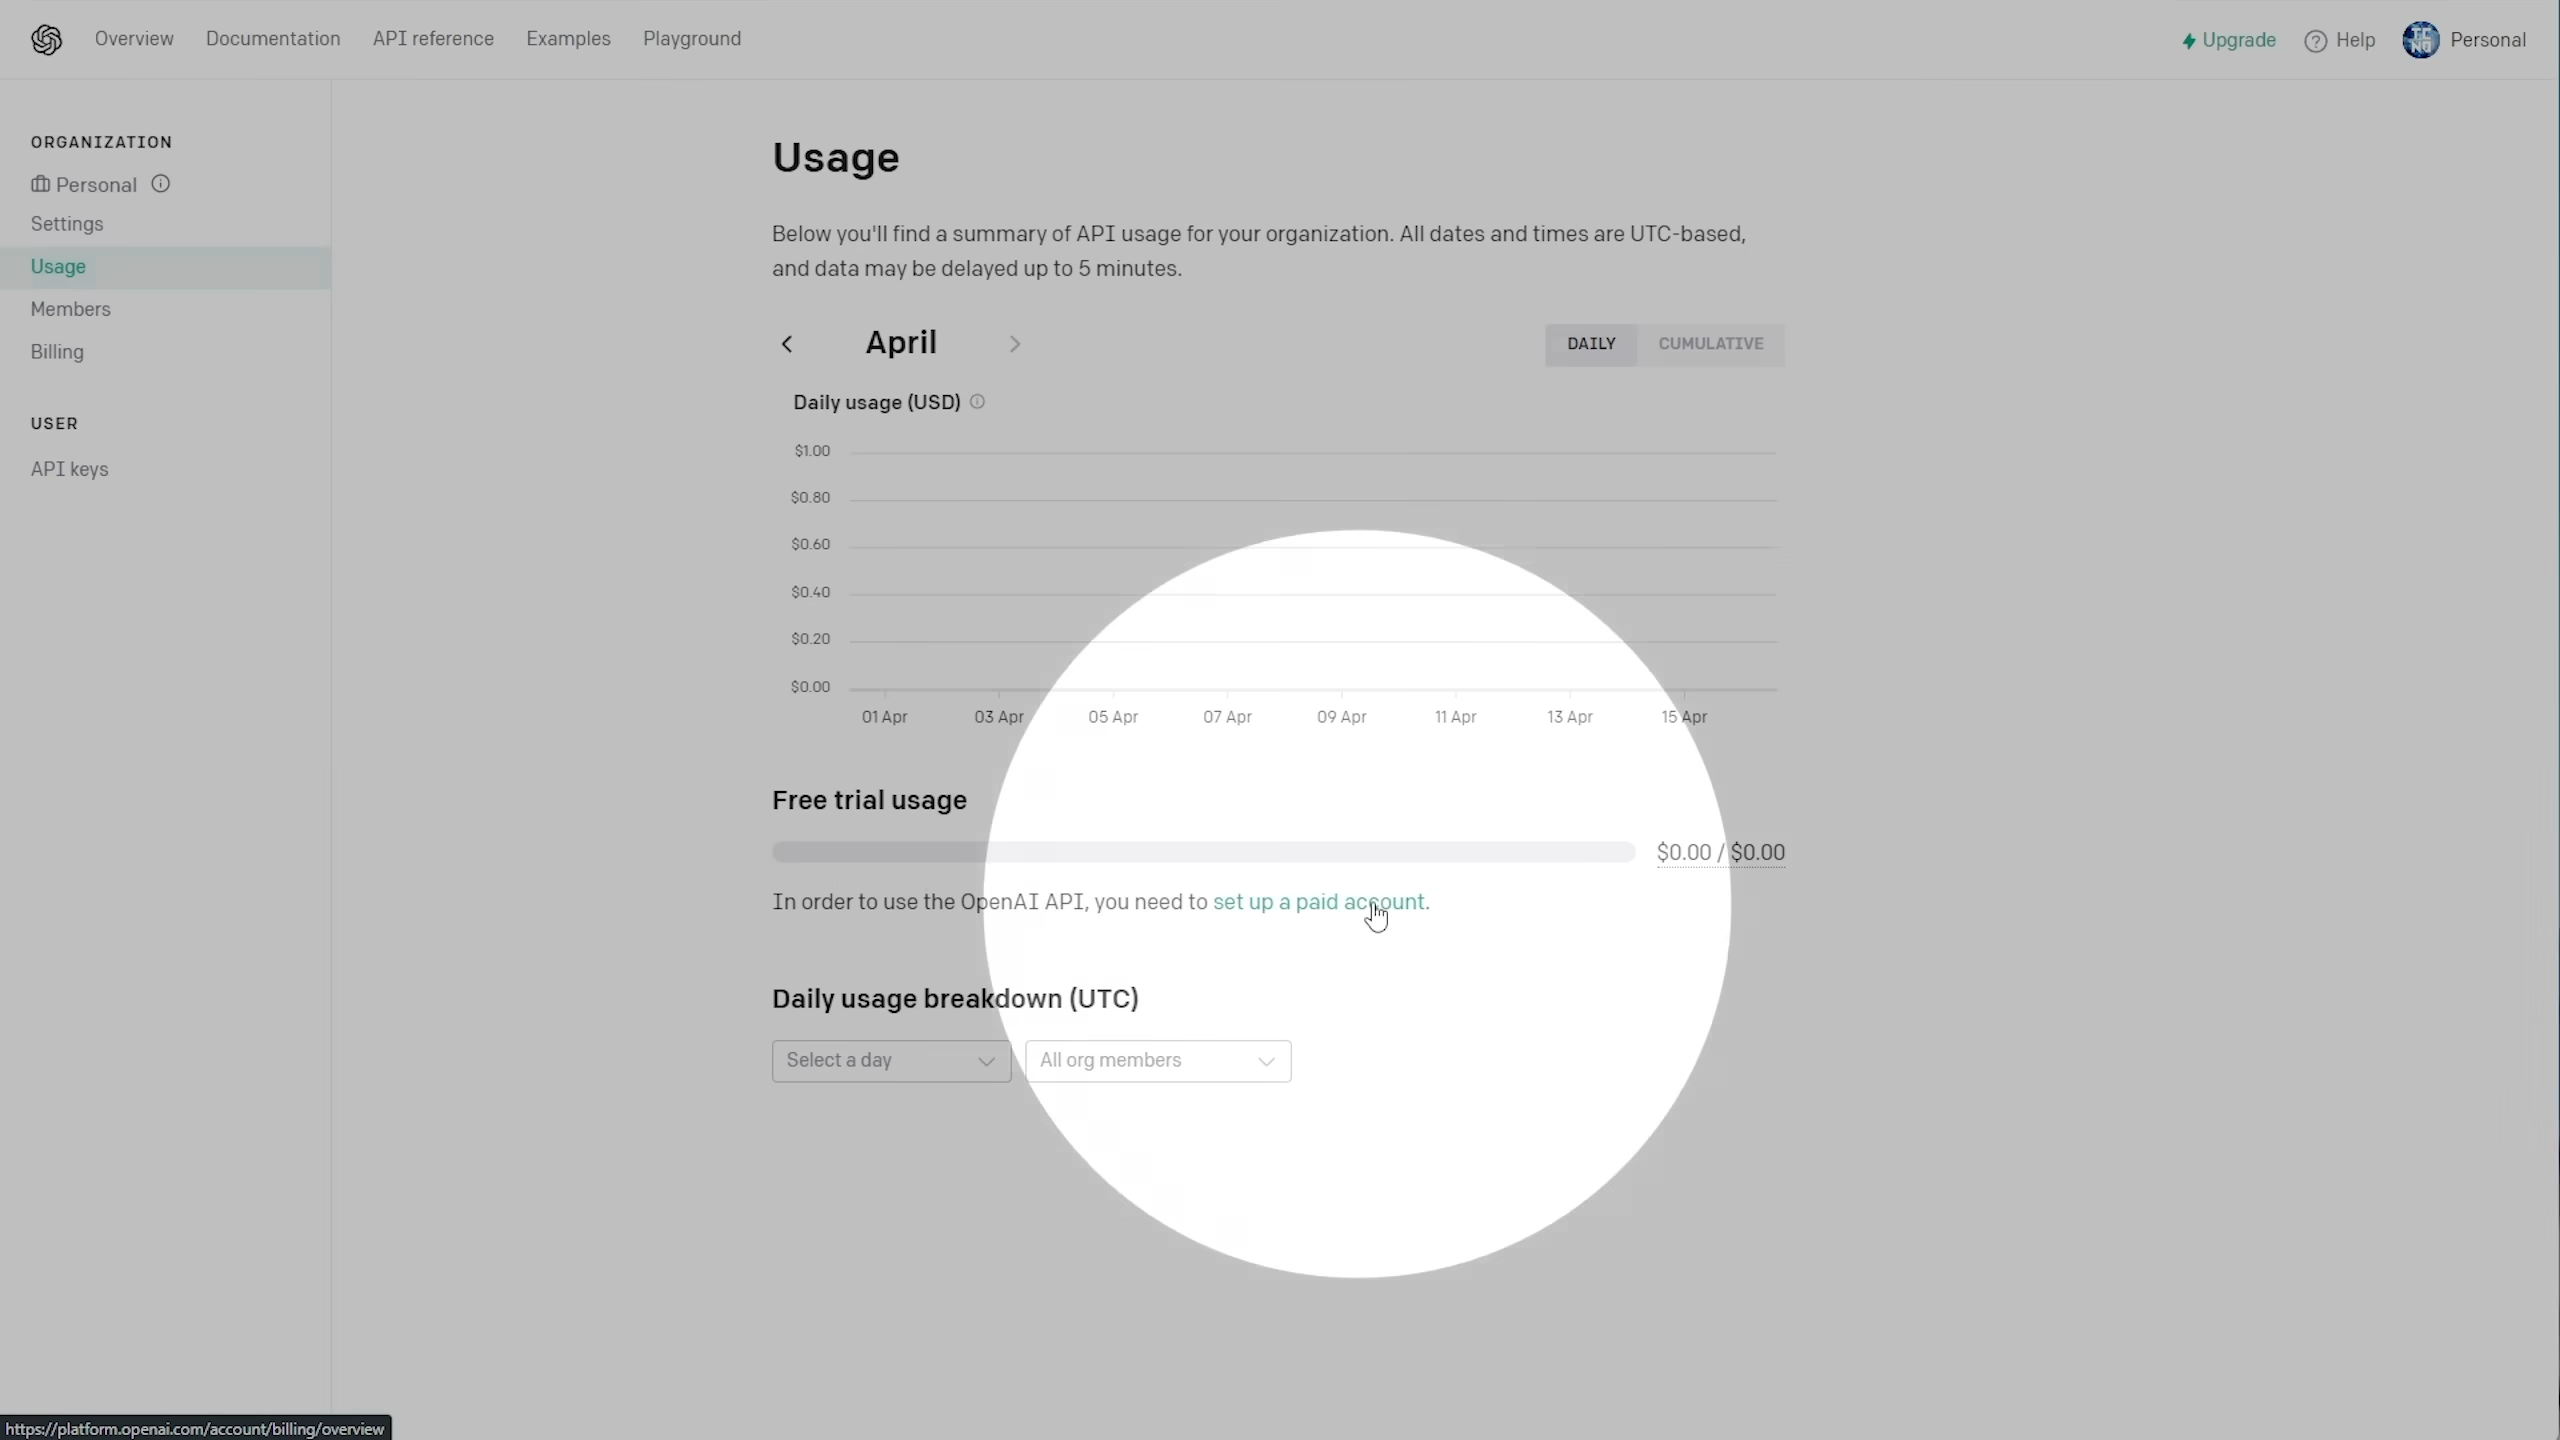 Overview Documentation API reference Examples Playground
Upgrade Help Personal
ORGANIZATION
Personal
Settings
Usage
Members
Billing
USER
API keys
Usage
Below you'll find a summary of API usage for your organization. All dates and times are UTC-based,
and data may be delayed up to 5 minutes.
April
DAILY CUMULATIVE
Daily usage (USD)
$1.00
$0.80
$0.60
$0.40
$0.20
$0.00
01 Apr 03 Apr 05 Apr 07 Apr 09 Apr 11 Apr 13 Apr 15 Apr
Free trial usage
$0.00 / $0.00
In order to use the OpenAI API, you need to set up a paid account.
Daily usage breakdown (UTC)
Select a day All org members
https://platform.openai.com/account/billing/overview